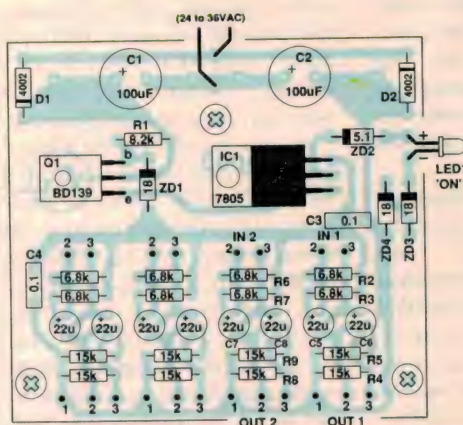 (24 to 36VAC)
C1
C2
4002
4002
+
+
100uF
100uF
D1
D2
R1
8.2k
5.1
ZD2
+
Q1
b
IC1
LED1
'ON'
18
ZD1
BD139
e
7805
18
18
C3
0.1
ZD4
ZD3
C4
0.1
2 3
2 3
IN 2
2 3
IN 1
2 3
6.8k
6.8k
6.8k
R6
6.8k
R2
6.8k
6.8k
6.8k
R7
6.8k
R3
22u
22u
22u
22u
22u
22u
22u
22u
C7
C8
C5
C6
15k
15k
15k
R9
15k
R5
15k
15k
15k
R8
15k
R4
1 2 3
1 2 3
1 2 3
1 2 3
OUT 2
OUT 1